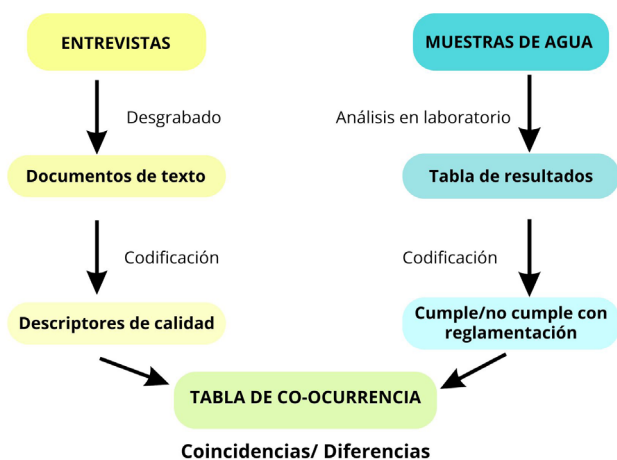 ENTREVISTAS
MUESTRAS DE AGUA
Desgrabado
Análisis en laboratorio
Documentos de texto
Tabla de resultados
Codificación
Codificación
Descriptores de calidad
Cumple/no cumple con
reglamentación
TABLA DE CO-OCURRENCIA
Coincidencias/ Diferencias